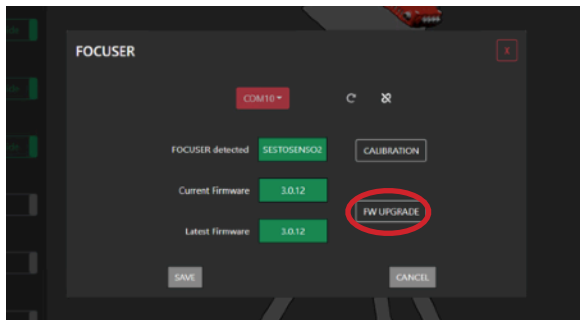 FOCUSER
X
COM10
FOCUSER detected SESTOSENSO2 CALIBRATION
Current Firmware 3.0.12
FW UPGRADE
Latest Firmware 3.0.12
SAVE CANCEL